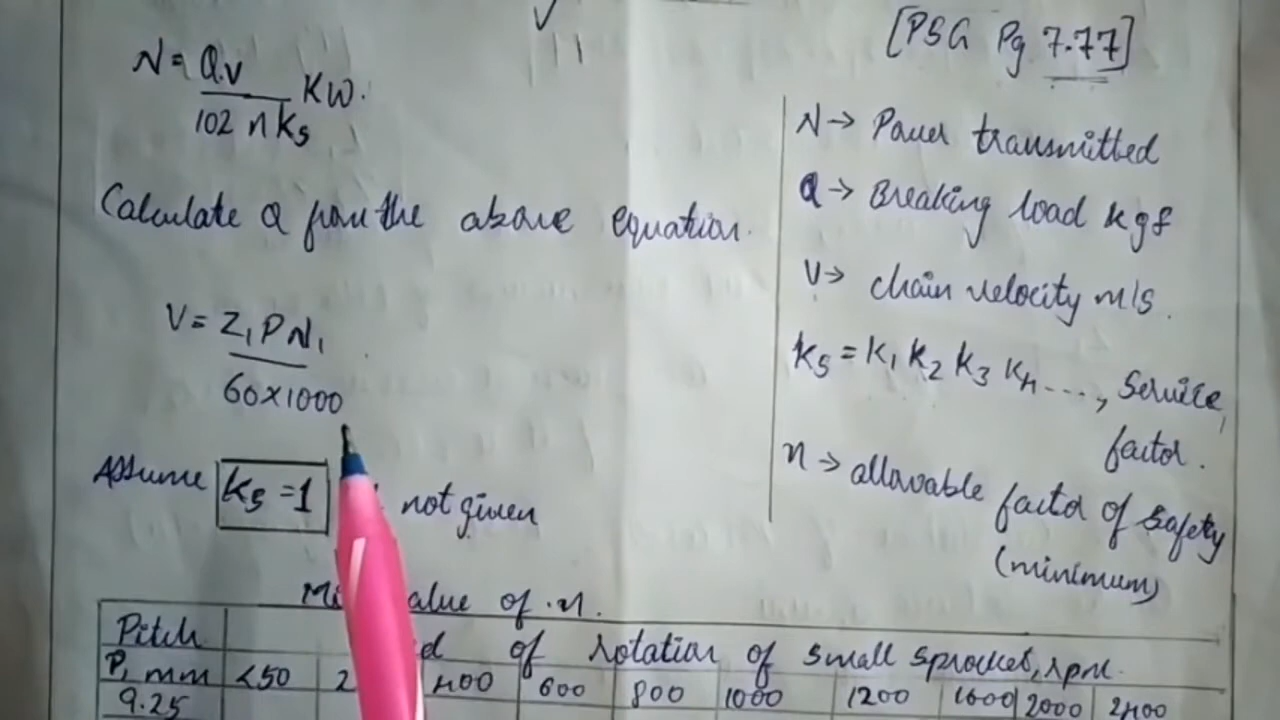 [PSG Pg 7.77]
N = Q.V / 102 n ks KW.
Calculate Q from the above equation.
V = Z1 P N1 / 60×1000
Assume ks = 1 not given
N → Power transmitted
Q → Breaking load kgf
V → chain velocity m/s.
ks = k1 k2 k3 k4 ...., Service
factor.
n → allowable factor of safety
(minimum)
value of n.
Pitch of rotation of small sprocket, rpm.
P, mm <50 400 600 800 1000 1200 1600 2000 2400
9.25